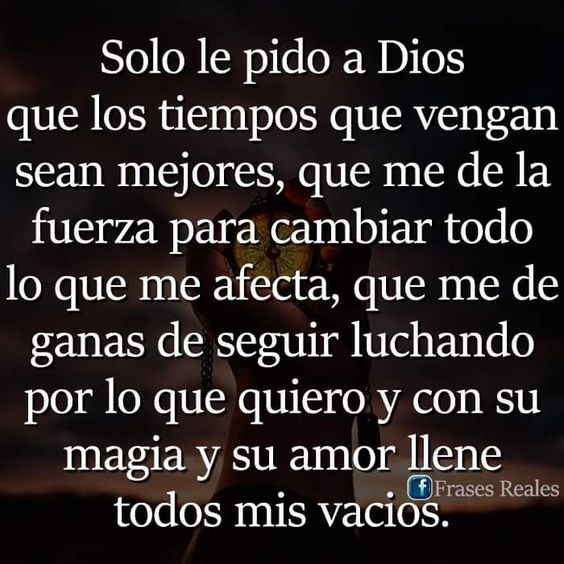 Solo le pido a Dios
que los tiempos que vengan
sean mejores, que me de la
fuerza para cambiar todo
lo que me afecta, que me de
ganas de seguir luchando
por lo que quiero y con su
magia y su amor llene
f Frases Reales
todos mis vacios.